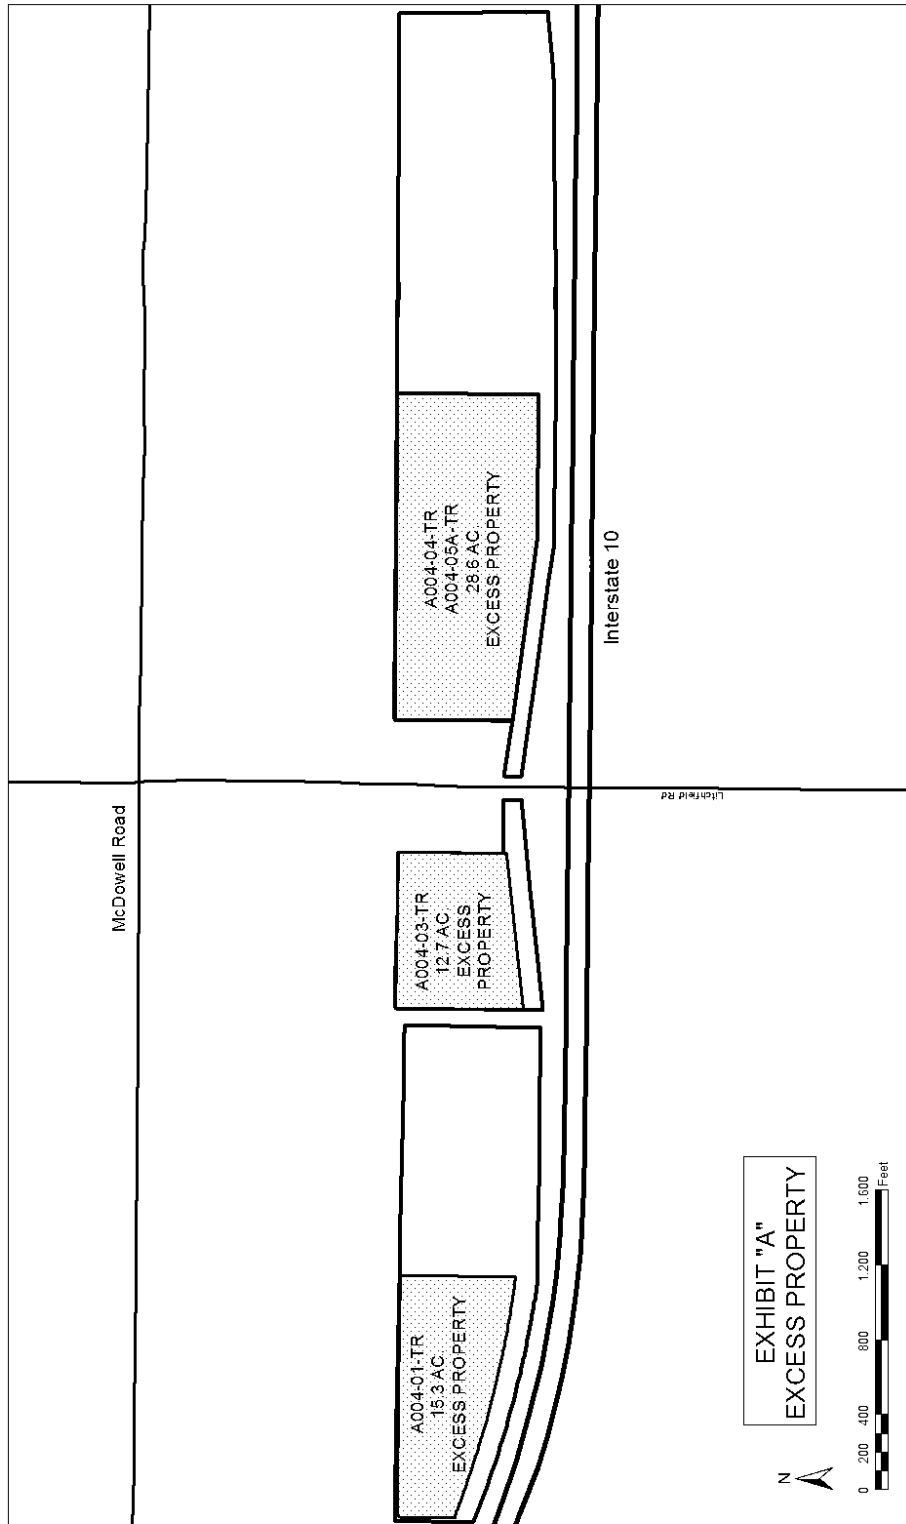 McDowell Road
A004-01-TR
15.3 AC
EXCESS PROPERTY
A004-03-TR
12.7 AC
EXCESS
PROPERTY
A004-04-TR
A004-05A-TR
28.6 AC
EXCESS PROPERTY
Interstate 10
Litchfield Rd
N
EXHIBIT "A"
EXCESS PROPERTY
0 200 400 800 1,200 1,600
Feet